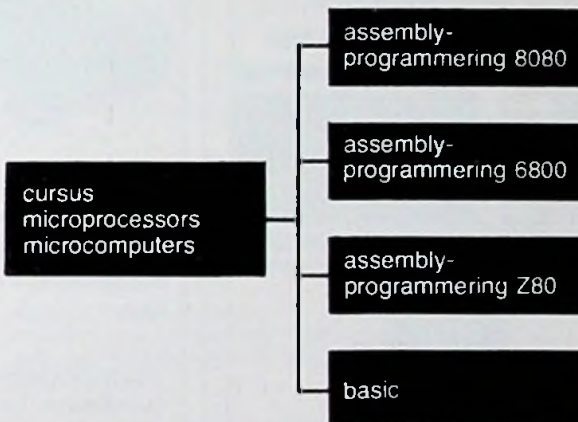 cursus
microprocessors
microcomputers
assembly-
programmering 8080
assembly-
programmering 6800
assembly-
programmering Z80
basic